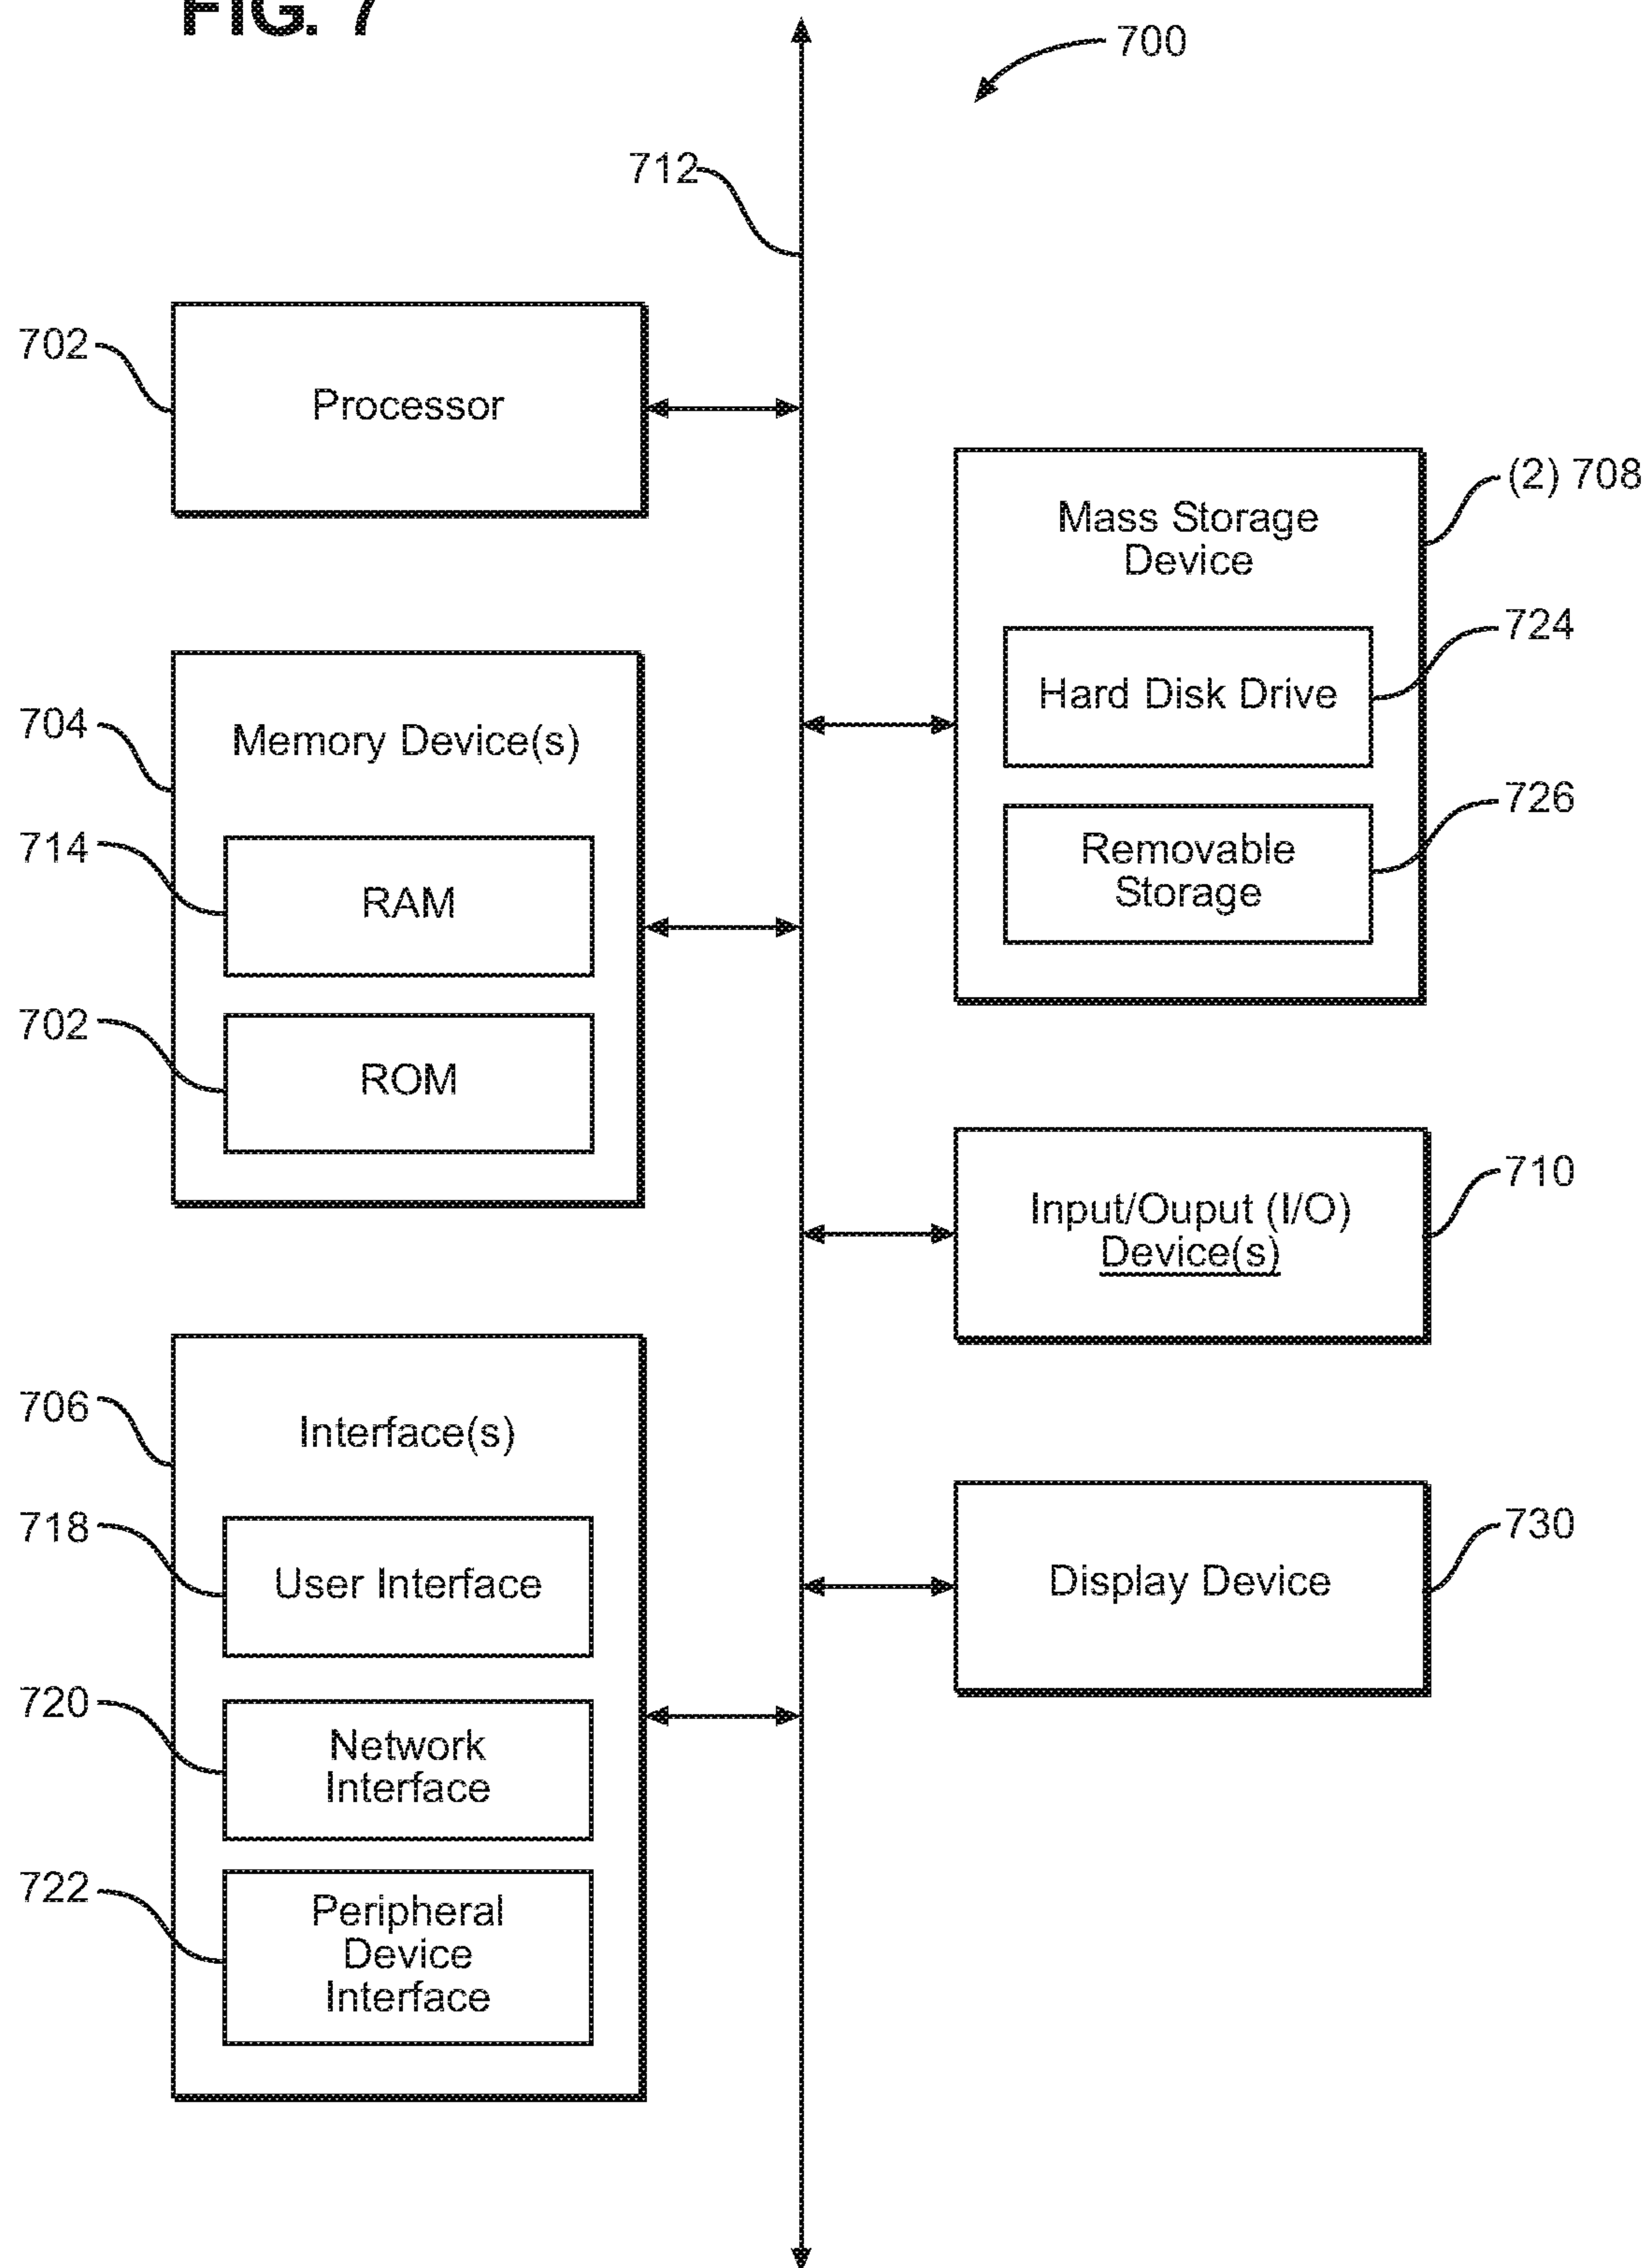 FIG. 7
700
712
702
Processor
(2) 708
Mass Storage
Device
724
Hard Disk Drive
726
Removable
Storage
704
Memory Device(s)
714
RAM
702
ROM
710
Input/Ouput (I/O)
Device(s)
706
Interface(s)
718
User Interface
730
Display Device
720
Network
Interface
722
Peripheral
Device
Interface